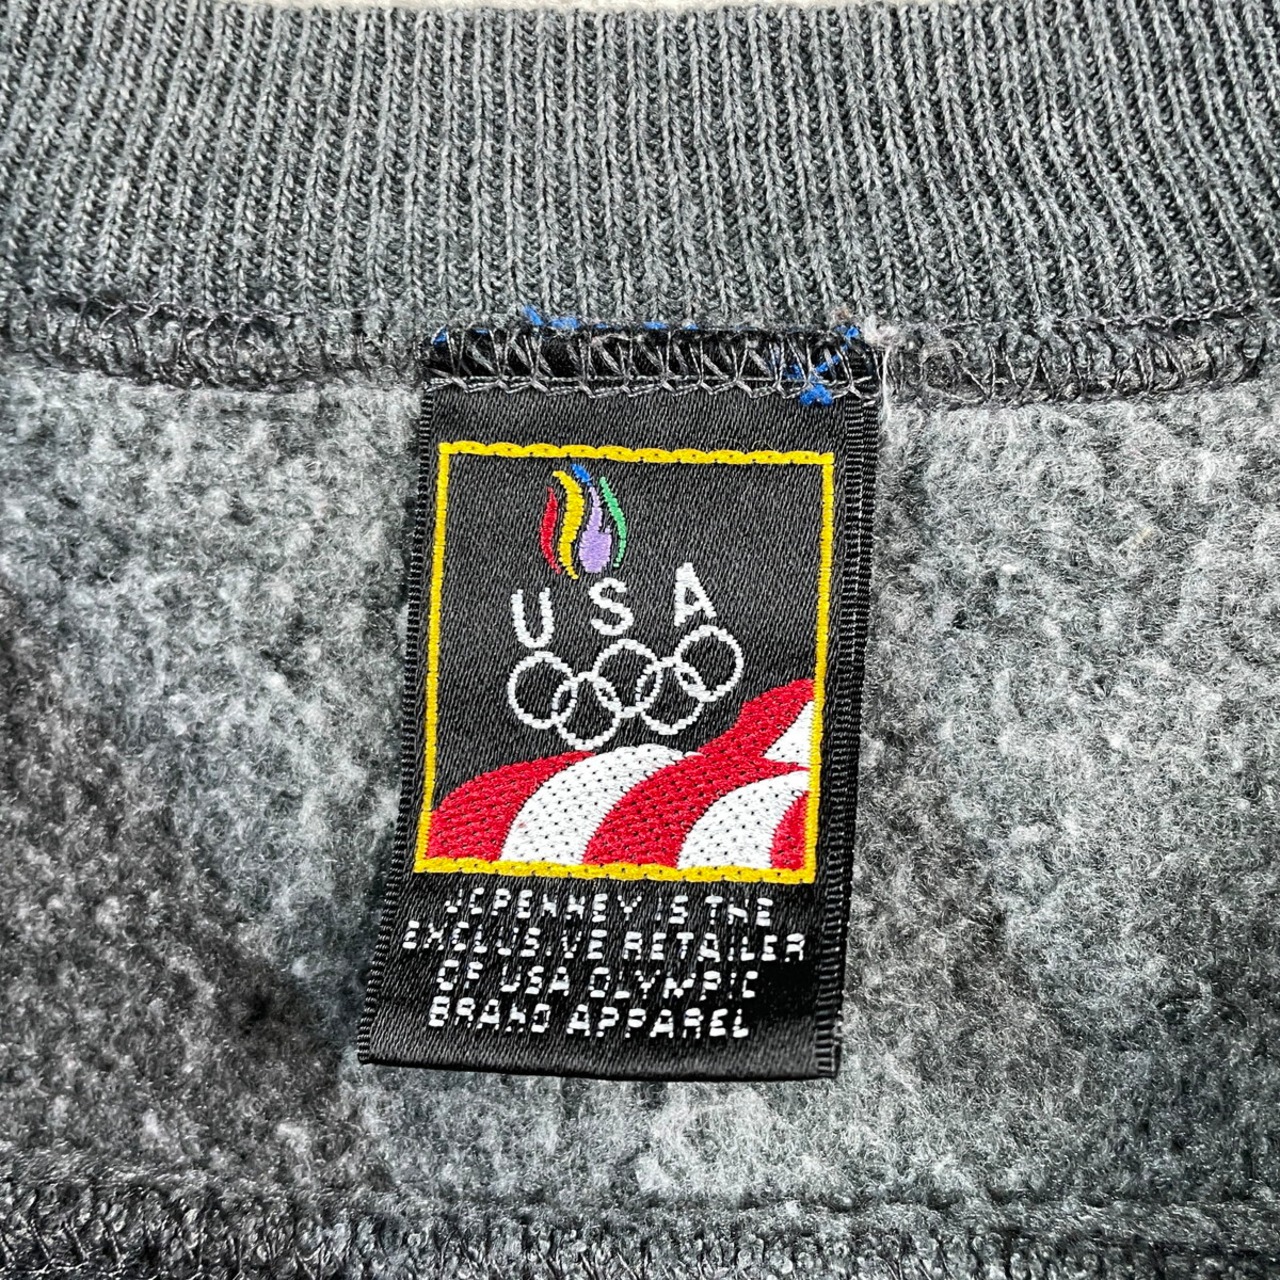 USA
JCPENNEY IS THE
EXCLUSIVE RETAILER
OF USA OLYMPIC
BRAND APPAREL